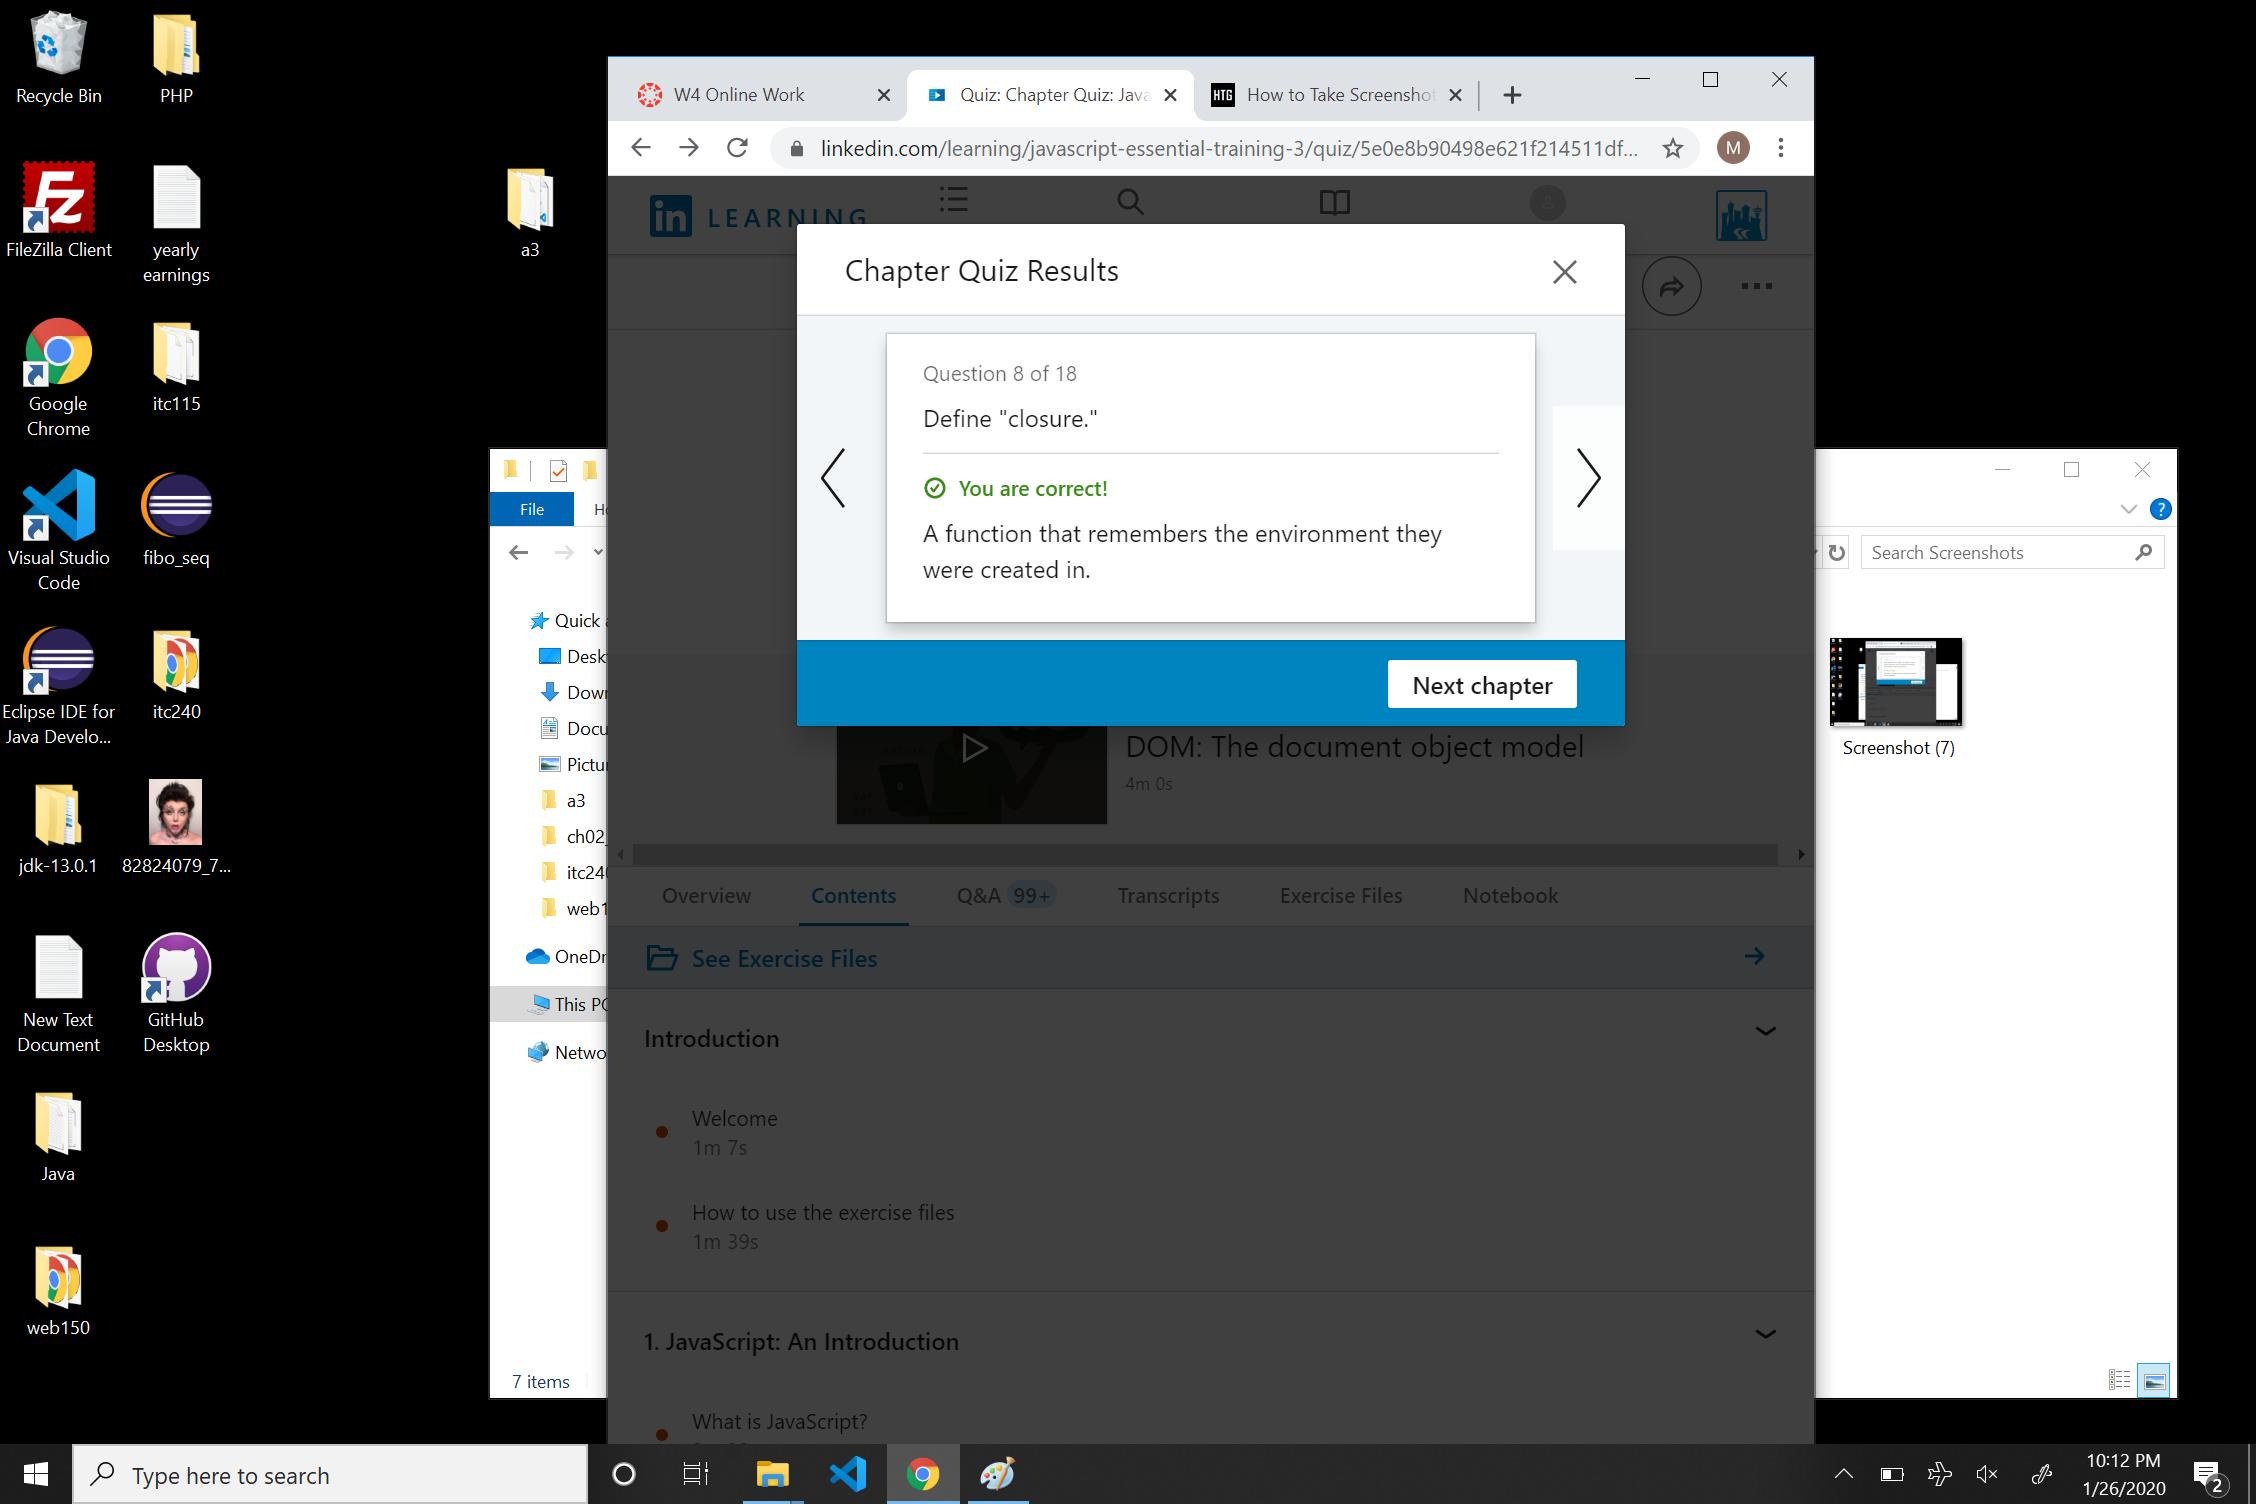 Recycle Bin
PHP
FileZilla Client
yearly
earnings
a3
Google
Chrome
itc115
Visual Studio
Code
fibo_seq
Eclipse IDE for
Java Develo...
itc240
jdk-13.0.1
82824079_7...
New Text
Document
GitHub
Desktop
Java
web150
W4 Online Work
Quiz: Chapter Quiz: Java
HTG
How to Take Screenshot
linkedin.com/learning/javascript-essential-training-3/quiz/5e0e8b90498e621f214511df...
M
in LEARNING
Chapter Quiz Results
Question 8 of 18
Define "closure."
You are correct!
A function that remembers the environment they
were created in.
Next chapter
DOM: The document object model
4m 0s
Overview
Contents
Q&A 99+
Transcripts
Exercise Files
Notebook
See Exercise Files
Introduction
Welcome
1m 7s
How to use the exercise files
1m 39s
1. JavaScript: An Introduction
What is JavaScript?
File
Ho
Quick a
Desk
Down
Docu
Pictu
a3
ch02_
itc240
web1
OneDr
This PC
Netwo
7 items
?
Search Screenshots
Screenshot (7)
Type here to search
10:12 PM
1/26/2020
2